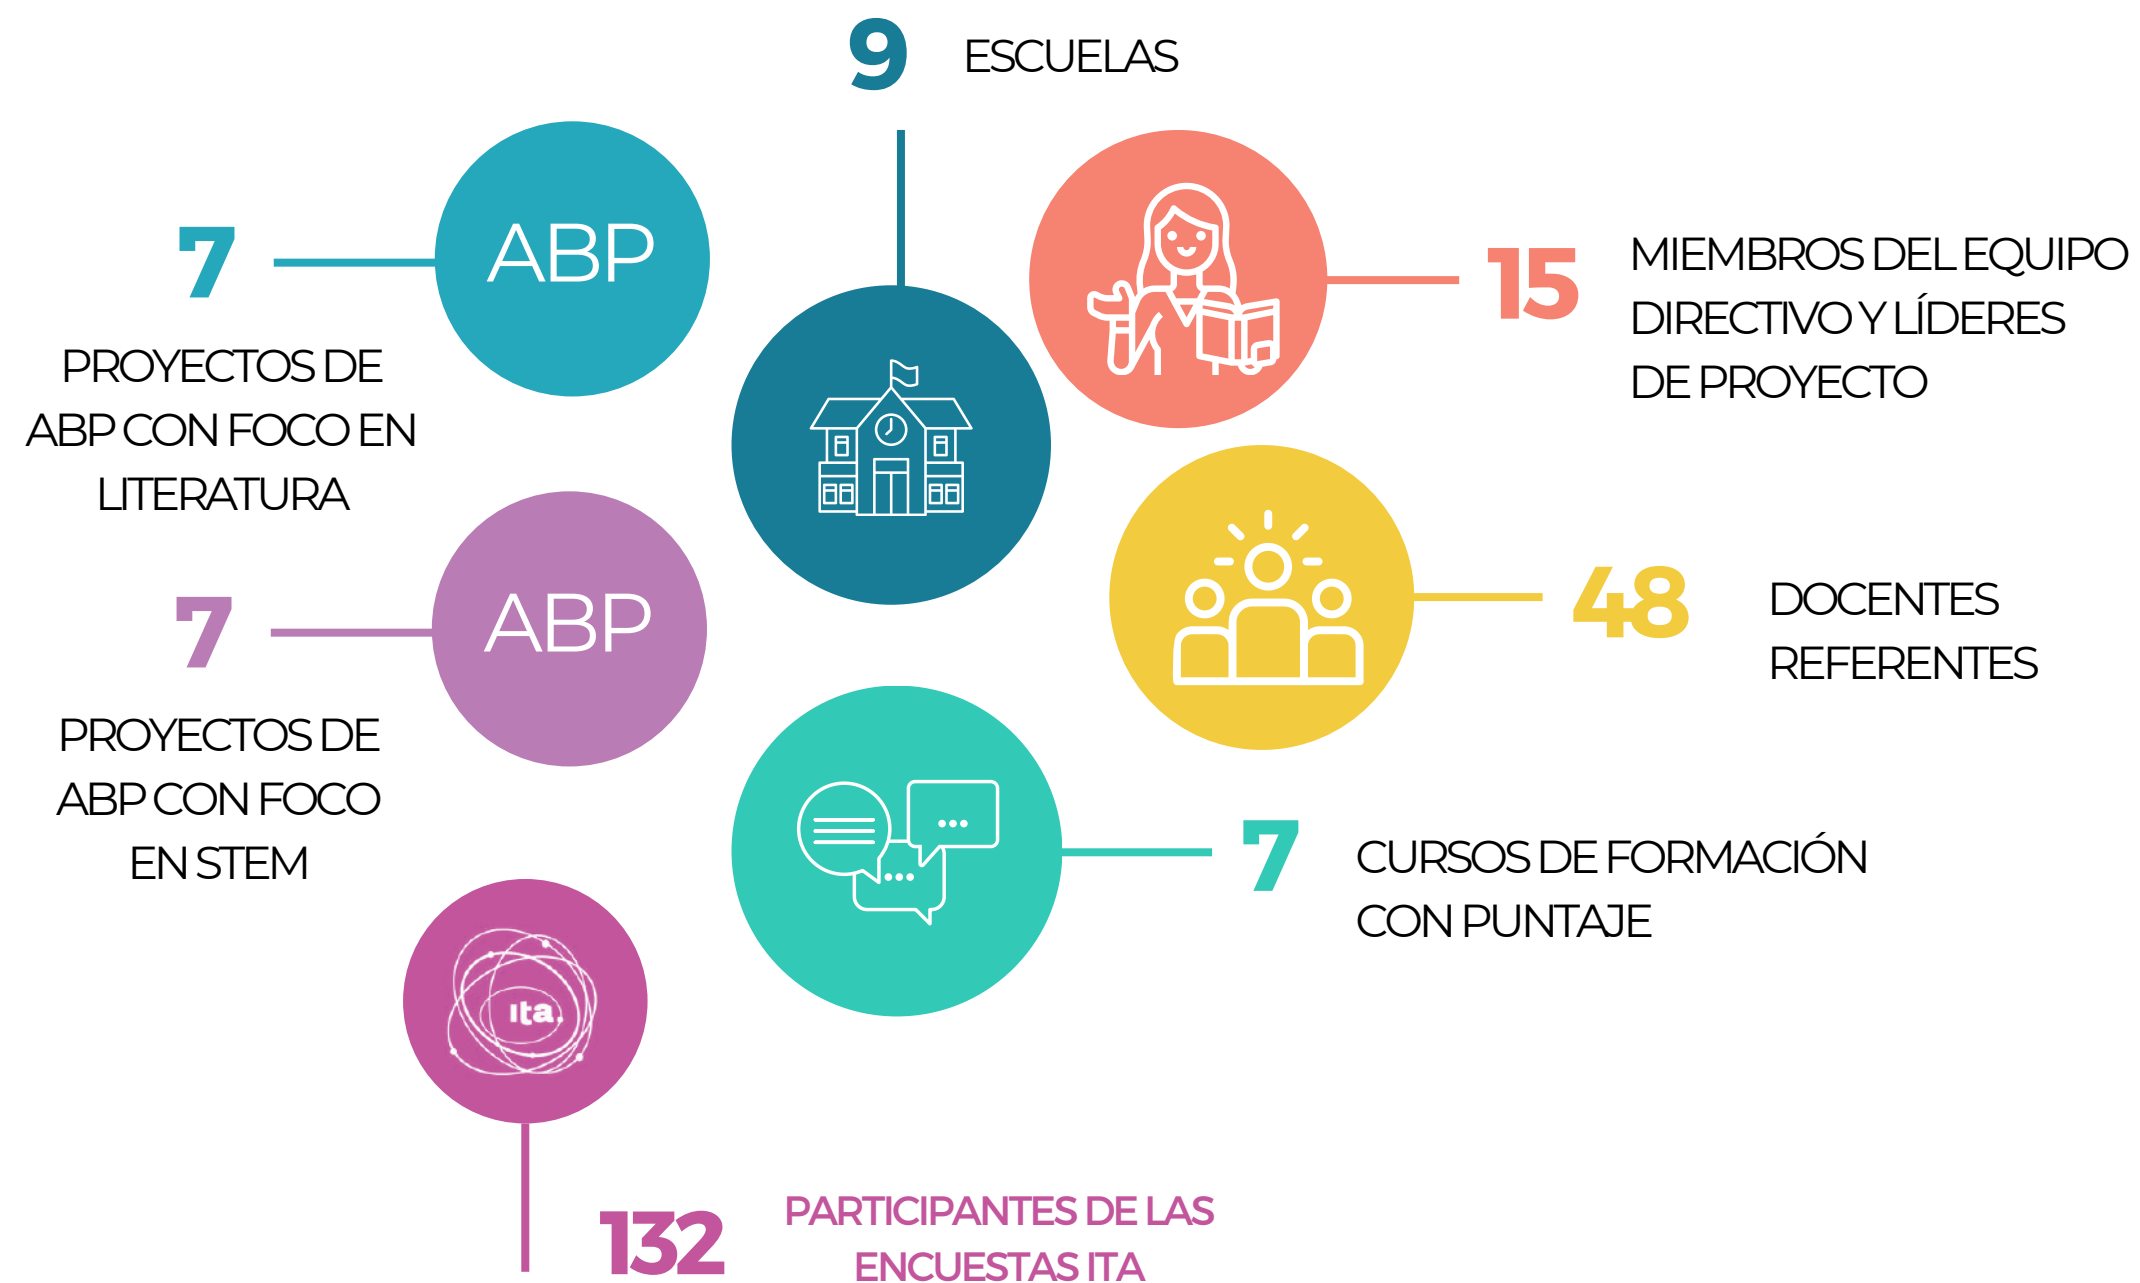 9
ESCUELAS
ABP
7
PROYECTOS DE
ABP CON FOCO EN
LITERATURA
15
MIEMBROS DEL EQUIPO
DIRECTIVO Y LÍDERES
DE PROYECTO
ABP
7
PROYECTOS DE
ABP CON FOCO
EN STEM
48
DOCENTES
REFERENTES
7
CURSOS DE FORMACIÓN
CON PUNTAJE
ita
132
PARTICIPANTES DE LAS
ENCUESTAS ITA